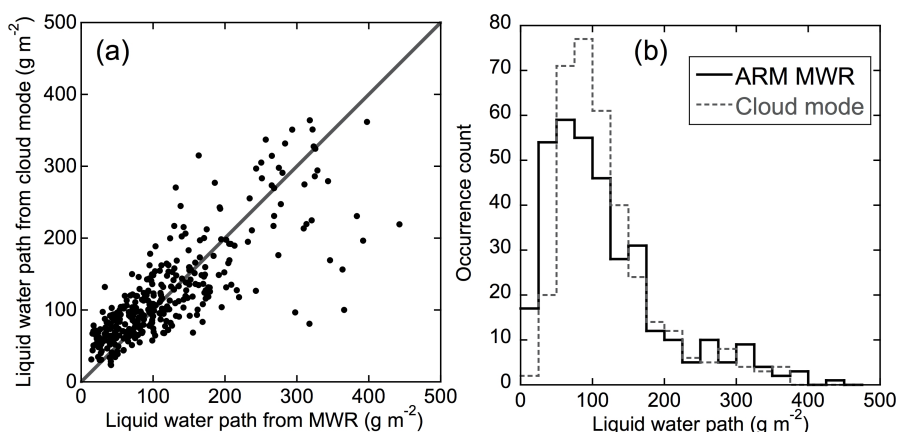 (a)
Liquid water path from cloud mode (g m-2)
500
400
300
200
100
0
0 100 200 300 400 500
Liquid water path from MWR (g m-2)
(b)
ARM MWR
Cloud mode
Occurrence count
80
70
60
50
40
30
20
10
0
0 100 200 300 400 500
Liquid water path (g m-2)